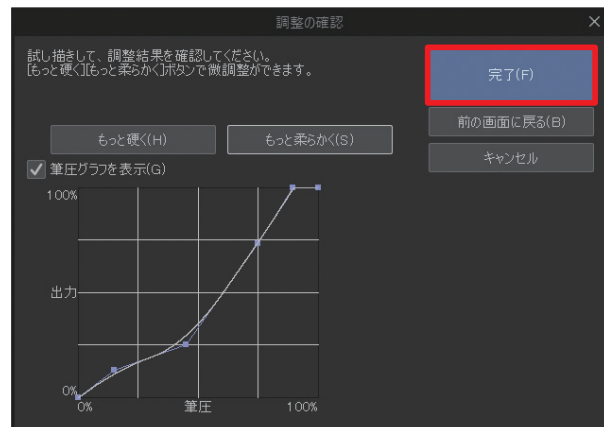 調整の確認
試し描きして、調整結果を確認してください。
[もっと硬く][もっと柔らかく]ボタンで微調整ができます。
完了(F)
前の画面に戻る(B)
もっと硬く(H)
もっと柔らかく(S)
キャンセル
筆圧グラフを表示(G)
100%
出力
0%
0%
筆圧
100%